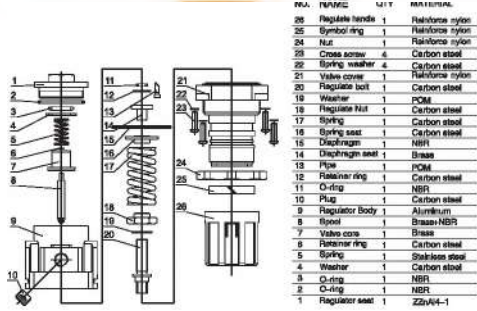 NO. NAME QTY MATERIAL
26 Regulate handle 1 Rainforce nylon
25 Symbol ring 1 Rainforce nylon
24 Nut 1 Rainforce nylon
23 Cross screw 4 Carbon steel
22 Spring washer 4 Carbon steel
21 Valve cover 1 Rainforce nylon
20 Regulate bolt 1 Carbon steel
19 Washer 1 POM
18 Regulate Nut 1 Carbon steel
17 Spring 1 Carbon steel
16 Spring seat 1 Carbon steel
15 Diaphragm 1 NBR
14 Diaphragm seat 1 Brass
13 Pipe 1 POM
12 Retainer ring 1 Carbon steel
11 O-ring 1 NBR
10 Plug 1 Carbon steel
9 Regulator Body 1 Aluminum
8 Spool 1 Brass+NBR
7 Valve core 1 Brass
6 Retainer ring 1 Carbon steel
5 Spring 1 Stainless steel
4 Washer 1 Carbon steel
3 O-ring 1 NBR
2 O-ring 1 NBR
1 Regulator seat 1 ZZnAl4-1
1
2
3
4
5
6
7
8
9
10
11
12
13
14
15
16
17
18
19
20
21
22
23
24
25
26